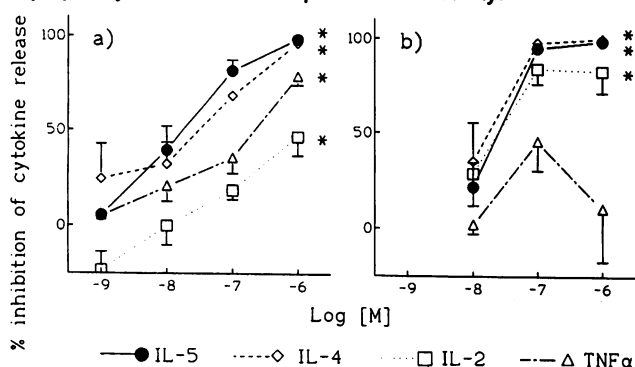 a)
b)
% inhibition of cytokine release
100
50
0
* * * *
-9 -8 -7 -6
100
50
0
* * *
-9 -8 -7 -6
Log [M]
IL-5 IL-4 IL-2 TNFα